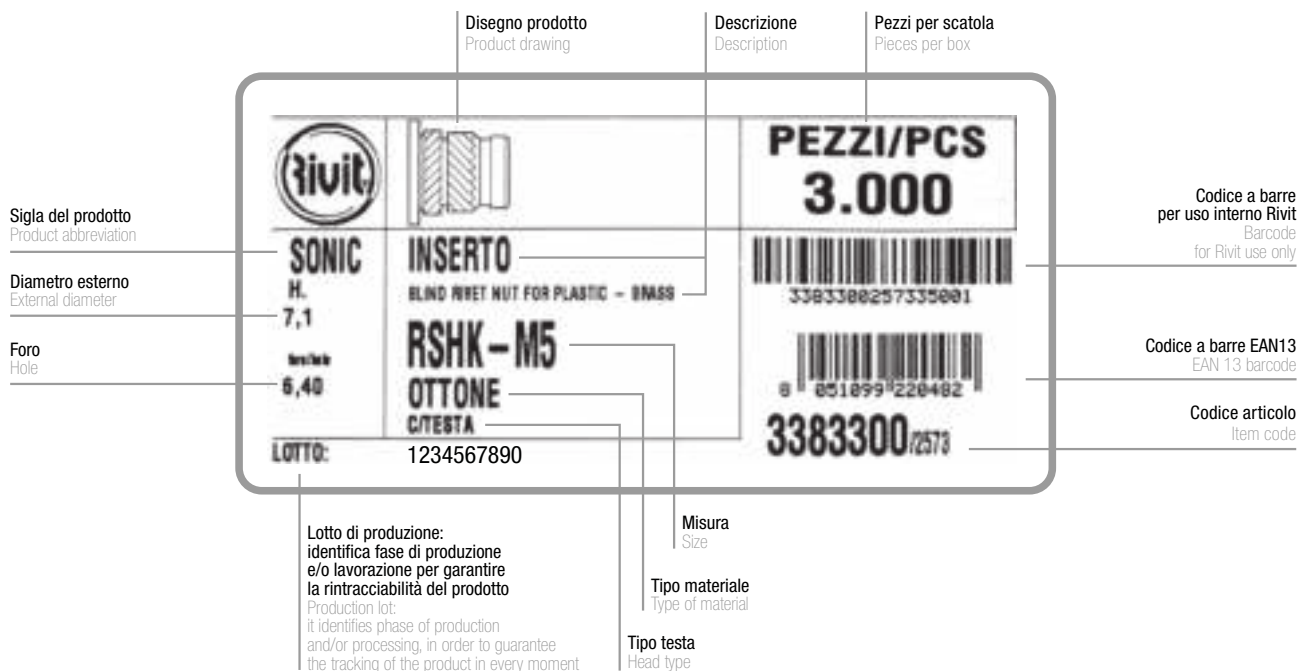 Disegno prodotto
Product drawing
Descrizione
Description
Pezzi per scatola
Pieces per box
Rivit
PEZZI/PCS
3.000
Sigla del prodotto
Product abbreviation
SONIC
INSERTO
Codice a barre
per uso interno Rivit
Barcode
for Rivit use only
Diametro esterno
External diameter
H.
7,1
BLIND RIVET NUT FOR PLASTIC - BRASS
3383300257335001
Foro
Hole
foro/hole
6,40
RSHK-M5
OTTONE
C/TESTA
8 051099 220482
Codice a barre EAN13
EAN 13 barcode
3383300/2573
Codice articolo
Item code
LOTTO: 1234567890
Lotto di produzione:
identifica fase di produzione
e/o lavorazione per garantire
la rintracciabilità del prodotto
Production lot:
it identifies phase of production
and/or processing, in order to guarantee
the tracking of the product in every moment
Misura
Size
Tipo materiale
Type of material
Tipo testa
Head type